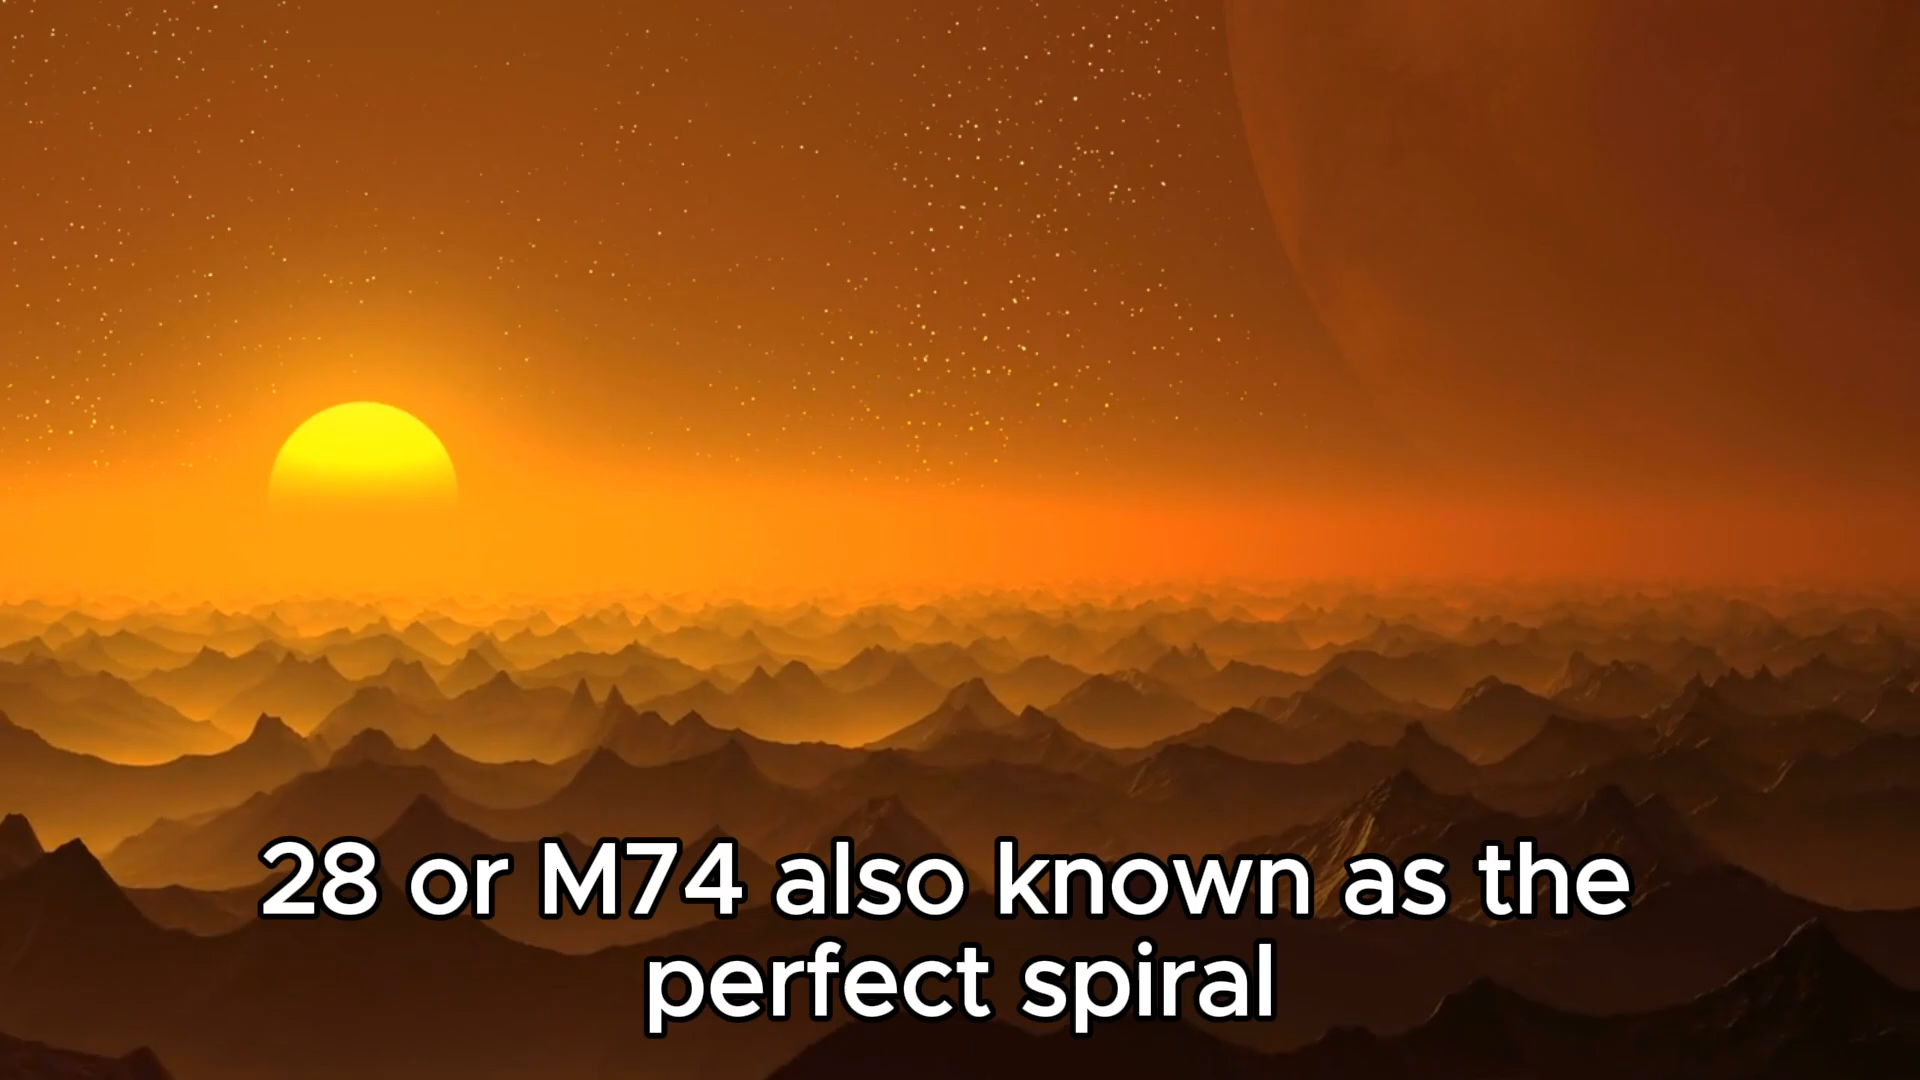 28 or M74 also known as the
perfect spiral